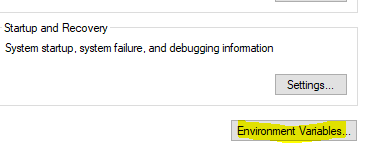 Startup and Recovery
System startup, system failure, and debugging information
Settings...
Environment Variables...